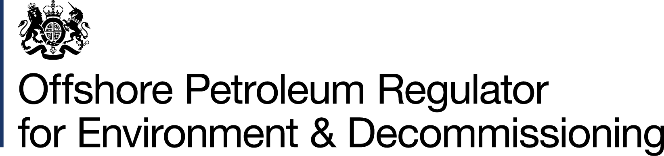 Offshore Petroleum Regulator
for Environment & Decommissioning